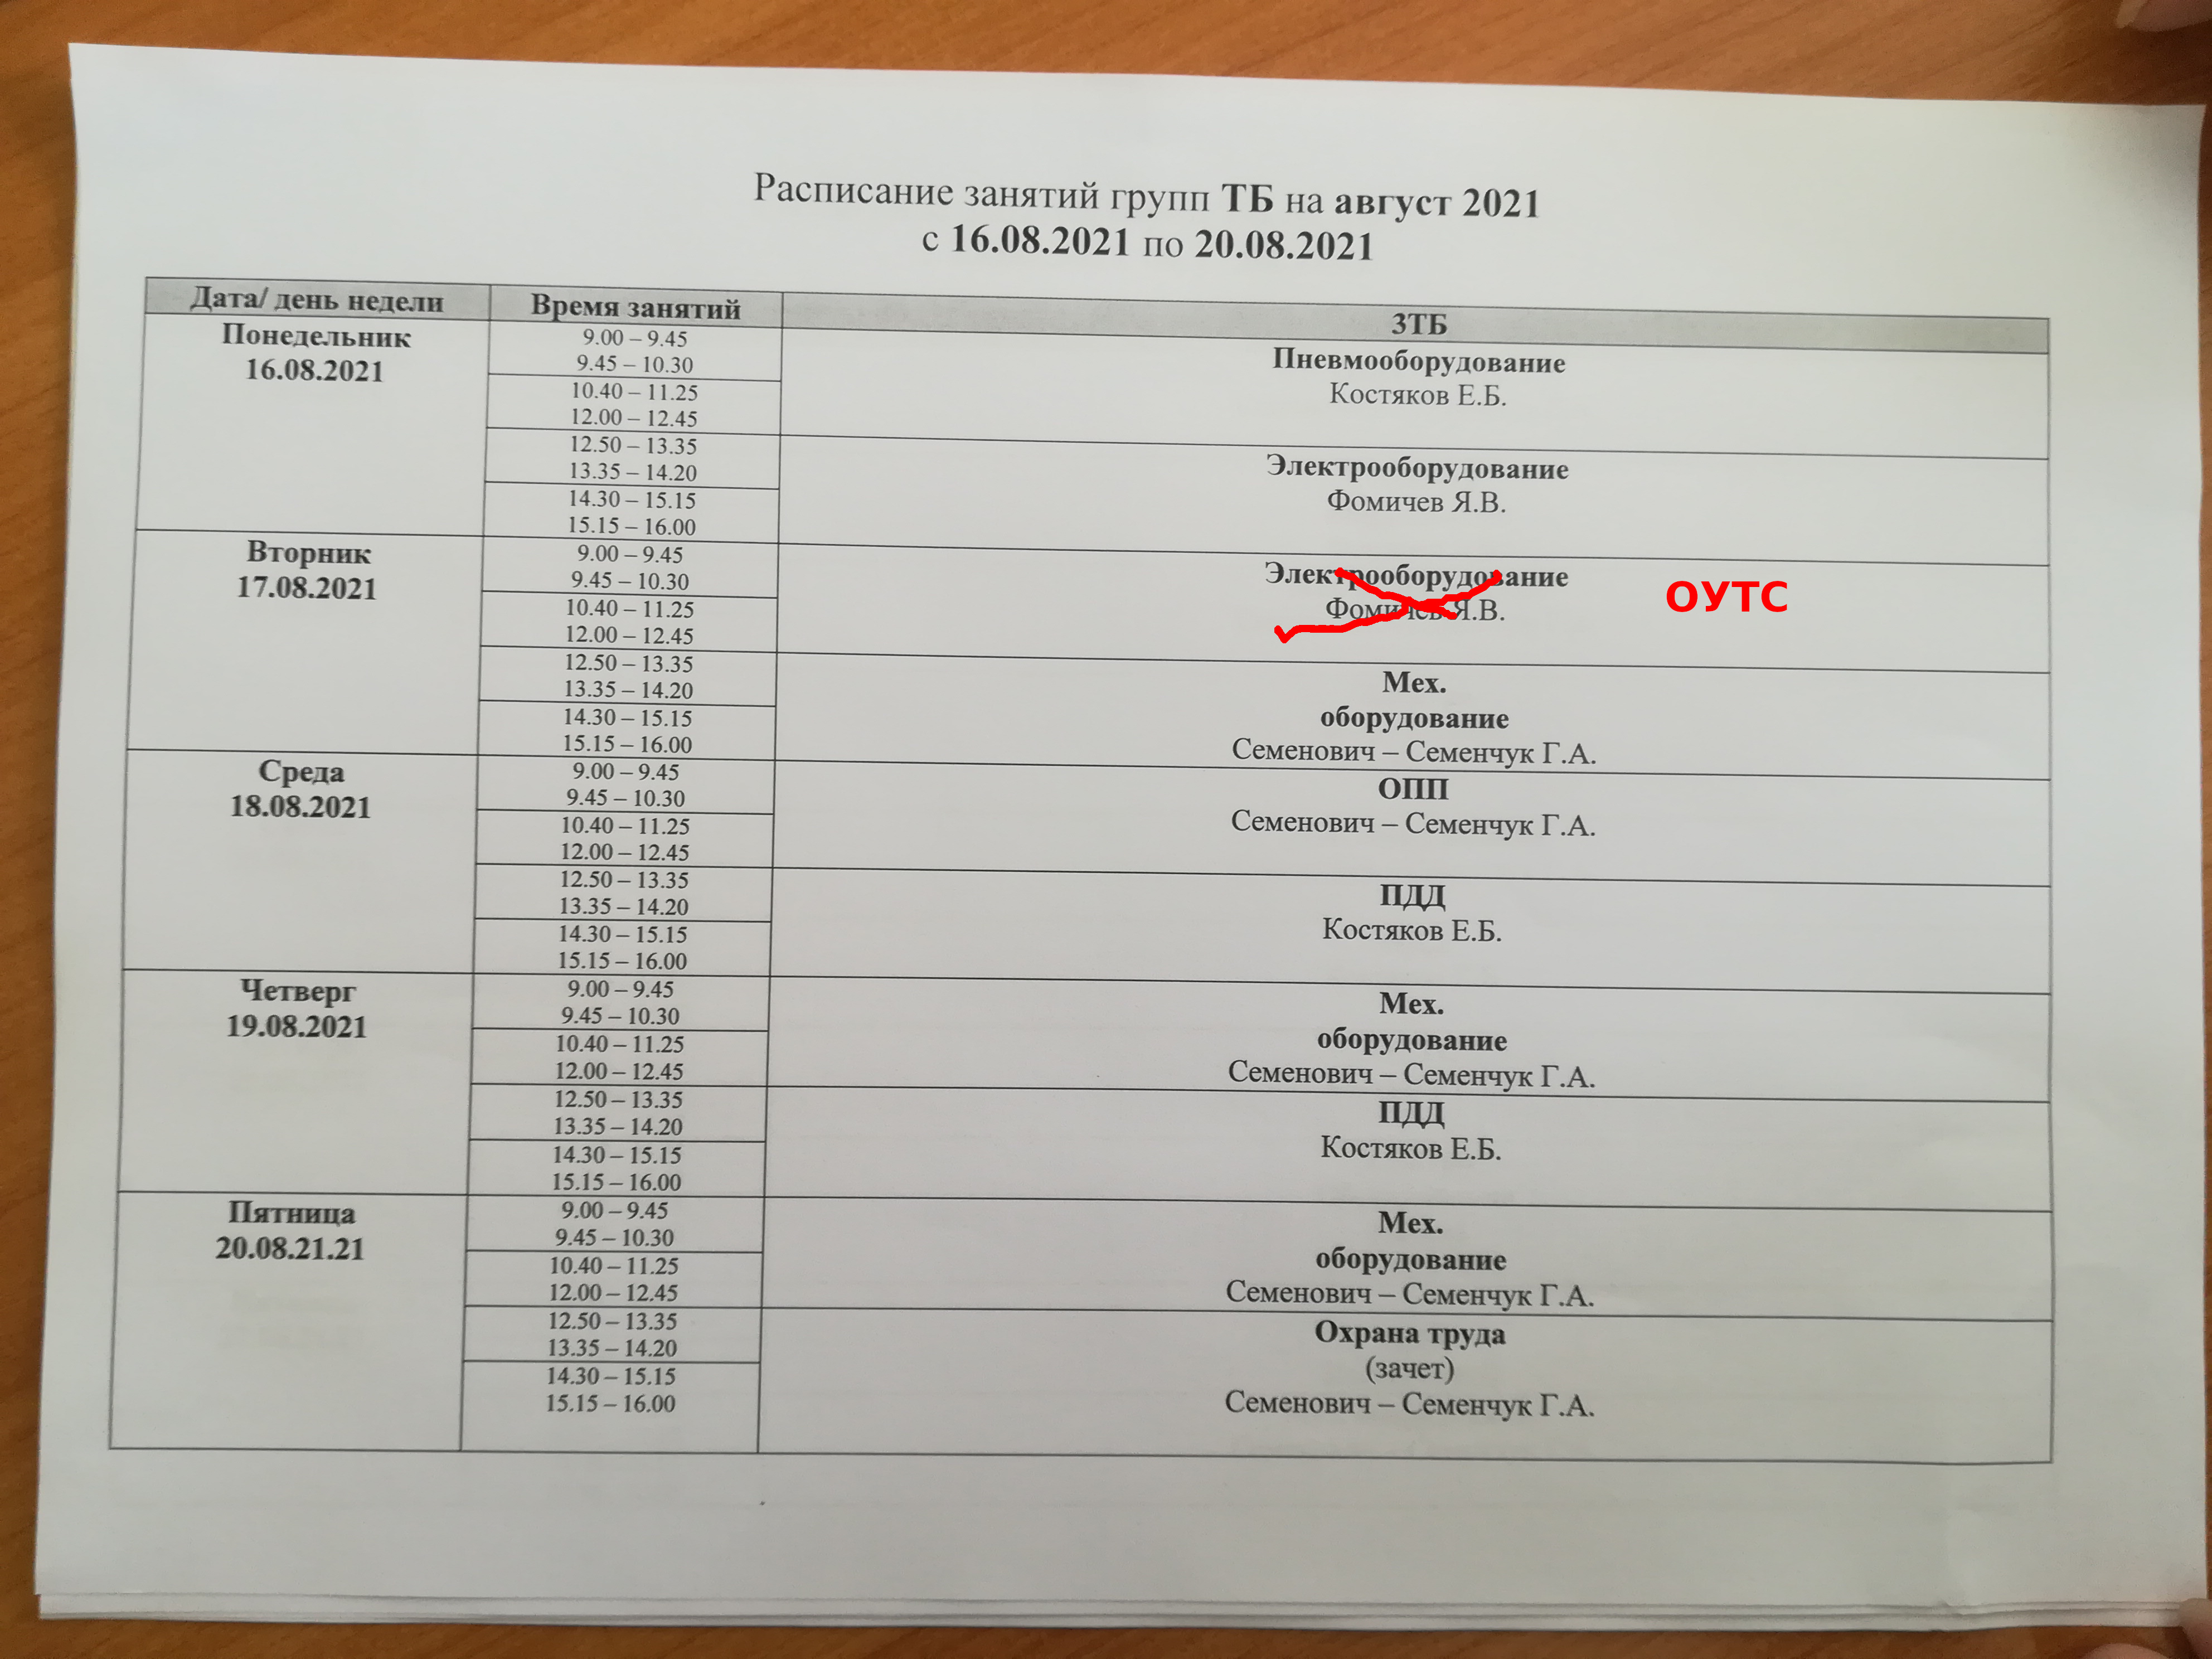 Расписание занятий групп ТБ на август 2021
с 16.08.2021 по 20.08.2021
Дата/ день недели Время занятий 3ТБ
Понедельник
16.08.2021
9.00 – 9.45
9.45 – 10.30
10.40 – 11.25
12.00 – 12.45
Пневмооборудование
Костяков Е.Б.
12.50 – 13.35
13.35 – 14.20
14.30 – 15.15
15.15 – 16.00
Электрооборудование
Фомичев Я.В.
Вторник
17.08.2021
9.00 – 9.45
9.45 – 10.30
10.40 – 11.25
12.00 – 12.45
Электрооборудование
Фомичев Я.В.
ОУТС
12.50 – 13.35
13.35 – 14.20
14.30 – 15.15
15.15 – 16.00
Мех.
оборудование
Семенович – Семенчук Г.А.
Среда
18.08.2021
9.00 – 9.45
9.45 – 10.30
10.40 – 11.25
12.00 – 12.45
ОПП
Семенович – Семенчук Г.А.
12.50 – 13.35
13.35 – 14.20
14.30 – 15.15
15.15 – 16.00
ПДД
Костяков Е.Б.
Четверг
19.08.2021
9.00 – 9.45
9.45 – 10.30
10.40 – 11.25
12.00 – 12.45
Мех.
оборудование
Семенович – Семенчук Г.А.
12.50 – 13.35
13.35 – 14.20
14.30 – 15.15
15.15 – 16.00
ПДД
Костяков Е.Б.
Пятница
20.08.21.21
9.00 – 9.45
9.45 – 10.30
10.40 – 11.25
12.00 – 12.45
Мех.
оборудование
Семенович – Семенчук Г.А.
12.50 – 13.35
13.35 – 14.20
14.30 – 15.15
15.15 – 16.00
Охрана труда
(зачет)
Семенович – Семенчук Г.А.